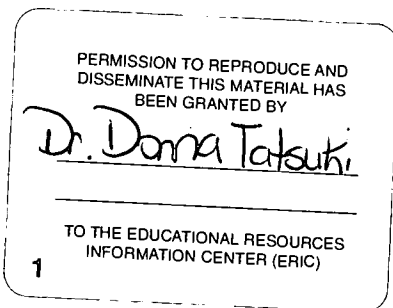 PERMISSION TO REPRODUCE AND
DISSEMINATE THIS MATERIAL HAS
BEEN GRANTED BY
Dr. Donna Tatsuki
TO THE EDUCATIONAL RESOURCES
INFORMATION CENTER (ERIC)
1